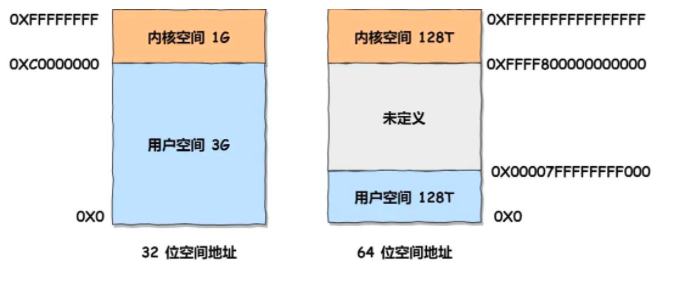 0XFFFFFFFF
内核空间 1G
0XC0000000
用户空间 3G
0X0
32 位空间地址
内核空间 128T
0XFFFFFFFFFFFFFFFF
0XFFFF800000000000
未定义
0X00007FFFFFFFF000
用户空间 128T
0X0
64 位空间地址